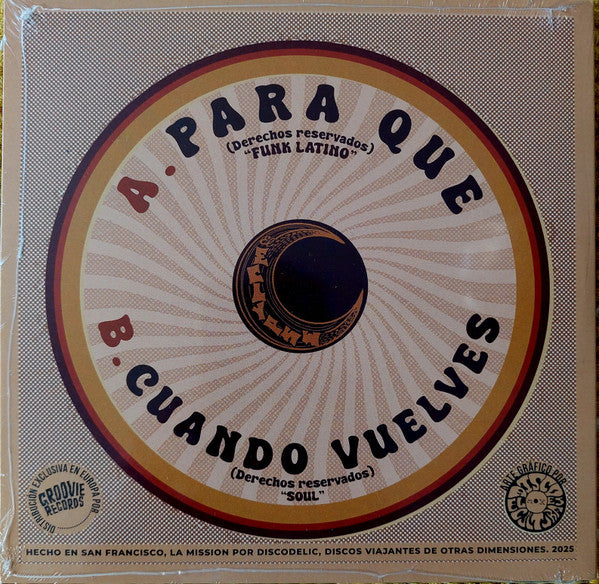 A. PARA QUE
(Derechos reservados)
"FUNK LATINO"
B. CUANDO VUELVES
(Derechos reservados)
"SOUL"
DISTRIBUCIÓN EXCLUSIVA EN EUROPA POR
GROOVIE
RECORDS
ARTE GRÁFICO POR
HECHO EN SAN FRANCISCO, LA MISSION POR DISCODELIC, DISCOS VIAJANTES DE OTRAS DIMENSIONES. 2025